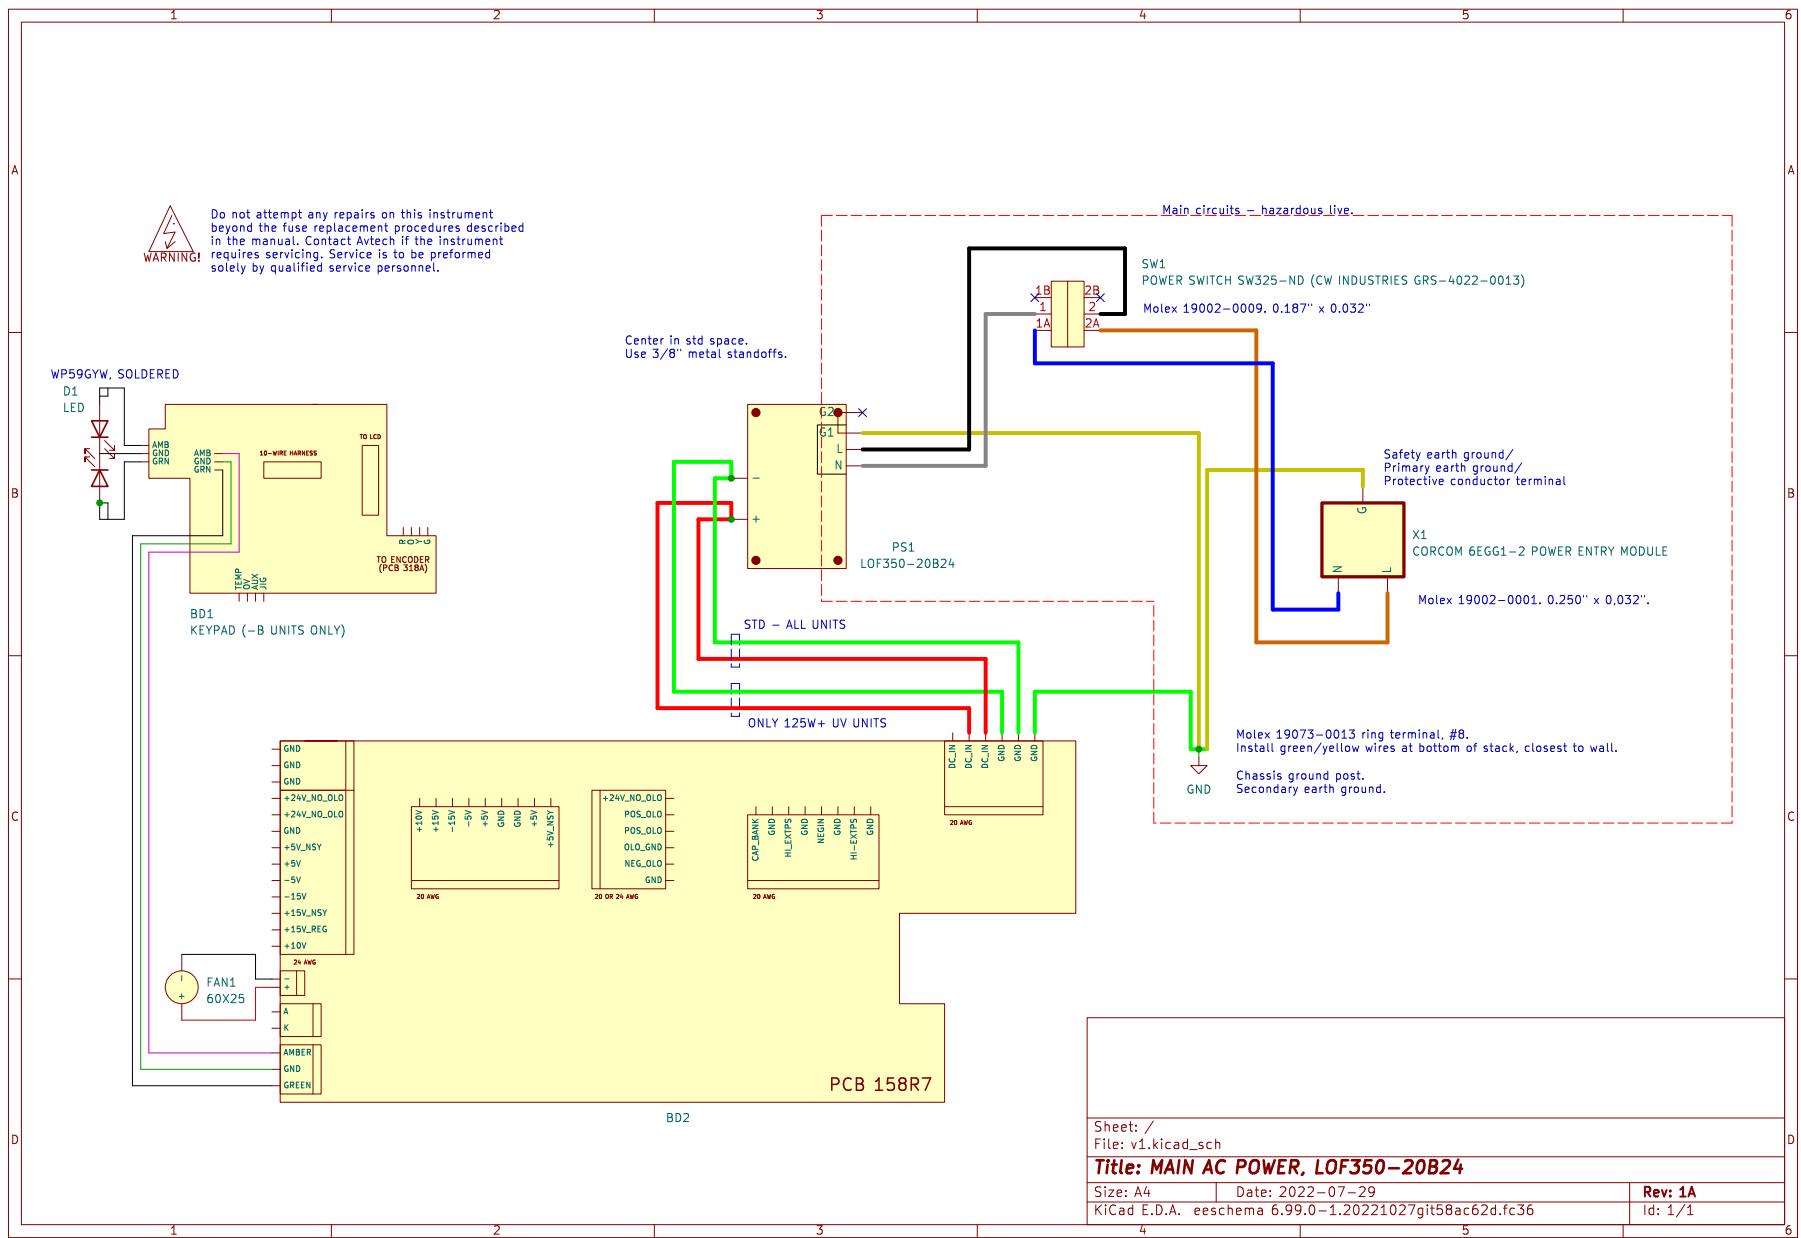 1 2 3 4 5 6
A
B
C
D
A
B
C
D
1 2 3 4 5 6
WARNING!
Do not attempt any repairs on this instrument
beyond the fuse replacement procedures described
in the manual. Contact Avtech if the instrument
requires servicing. Service is to be preformed
solely by qualified service personnel.
Main circuits – hazardous live.
SW1
POWER SWITCH SW325-ND (CW INDUSTRIES GRS-4022-0013)
Molex 19002-0009. 0.187" x 0.032"
1B 2B
1 2
1A 2A
Center in std space.
Use 3/8" metal standoffs.
WP59GYW, SOLDERED
D1
LED
AMB
GND
GRN
AMB
GND
GRN
10-WIRE HARNESS
TO LCD
R
O
Y
G
TO ENCODER
(PCB 318A)
TEMP
0V
AUX
JIG
BD1
KEYPAD (-B UNITS ONLY)
G2
G1
L
N
-
+
PS1
LOF350-20B24
Safety earth ground/
Primary earth ground/
Protective conductor terminal
G
N
L
X1
CORCOM 6EGG1-2 POWER ENTRY MODULE
Molex 19002-0001. 0.250" x 0,032".
STD - ALL UNITS
ONLY 125W+ UV UNITS
Molex 19073-0013 ring terminal, #8.
Install green/yellow wires at bottom of stack, closest to wall.
Chassis ground post.
Secondary earth ground.
GND
DC_IN
DC_IN
DC_IN
GND
GND
GND
20 AWG
GND
GND
GND
+24V_NO_OLO
+24V_NO_OLO
GND
+5V_NSY
+5V
-5V
-15V
+15V_NSY
+15V_REG
+10V
24 AWG
+10V
+15V
-15V
-5V
+5V
GND
GND
+5V
+5V_NSY
20 AWG
+24V_NO_OLO
POS_OLO
POS_OLO
OLO_GND
NEG_OLO
GND
20 OR 24 AWG
CAP_BANK
GND
HI_EXTPS
GND
NEGIN
GND
HI-EXTPS
GND
20 AWG
-
+
FAN1
60X25
-
+
A
K
AMBER
GND
GREEN
PCB 158R7
BD2
Sheet: /
File: v1.kicad_sch
Title: MAIN AC POWER, LOF350-20B24
Size: A4 Date: 2022-07-29 Rev: 1A
KiCad E.D.A. eeschema 6.99.0-1.20221027git58ac62d.fc36 Id: 1/1